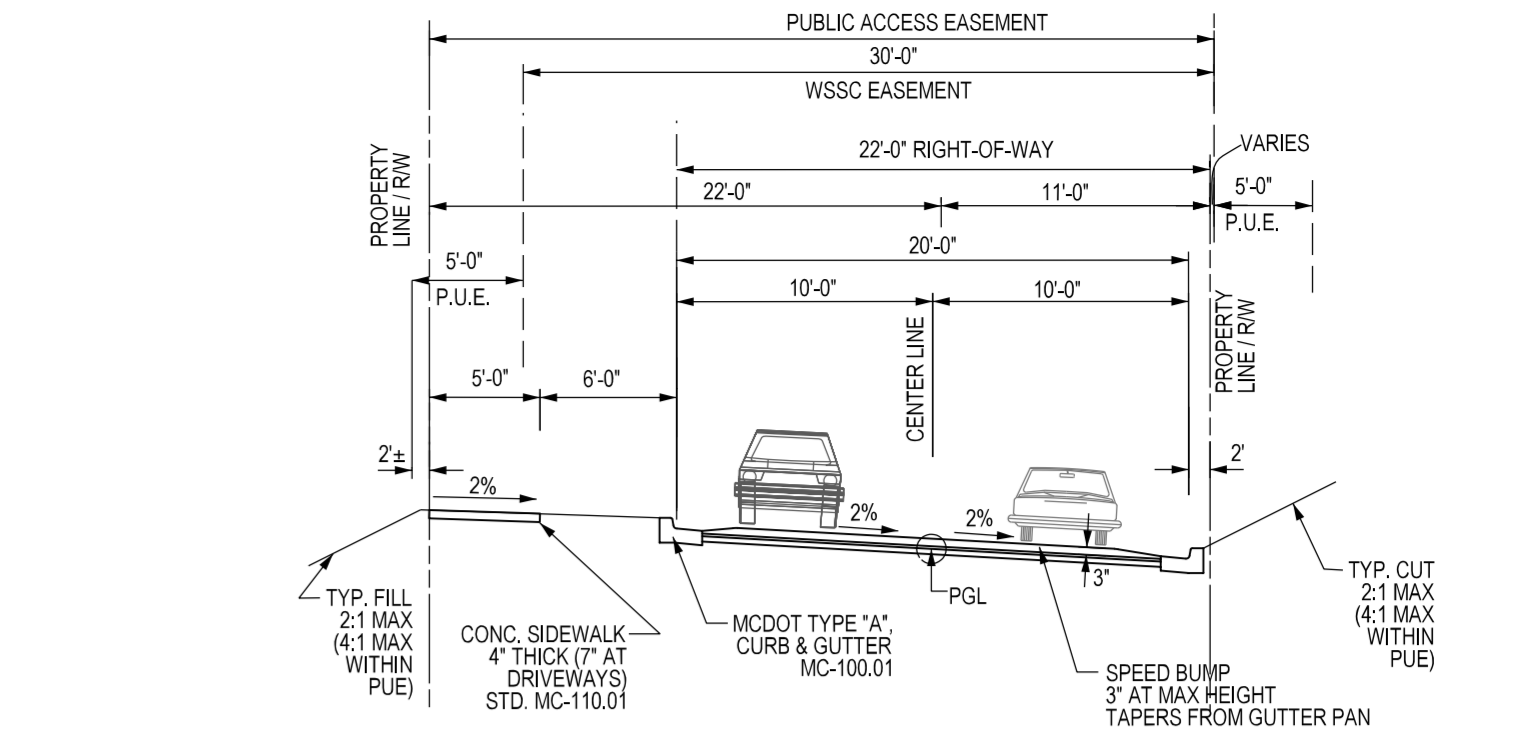 PUBLIC ACCESS EASEMENT
30'-0"
WSSC EASEMENT
PROPERTY
LINE / R/W
22'-0" RIGHT-OF-WAY
VARIES
22'-0"
11'-0"
5'-0"
P.U.E.
20'-0"
5'-0"
P.U.E.
10'-0"
10'-0"
CENTER LINE
PROPERTY
LINE / R/W
5'-0"
6'-0"
2'±
2'
2%
2%
2%
3"
PGL
TYP. FILL
2:1 MAX
(4:1 MAX
WITHIN
PUE)
CONC. SIDEWALK
4" THICK (7" AT
DRIVEWAYS)
STD. MC-110.01
MCDOT TYPE "A",
CURB & GUTTER
MC-100.01
SPEED BUMP
3" AT MAX HEIGHT
TAPERS FROM GUTTER PAN
TYP. CUT
2:1 MAX
(4:1 MAX
WITHIN
PUE)